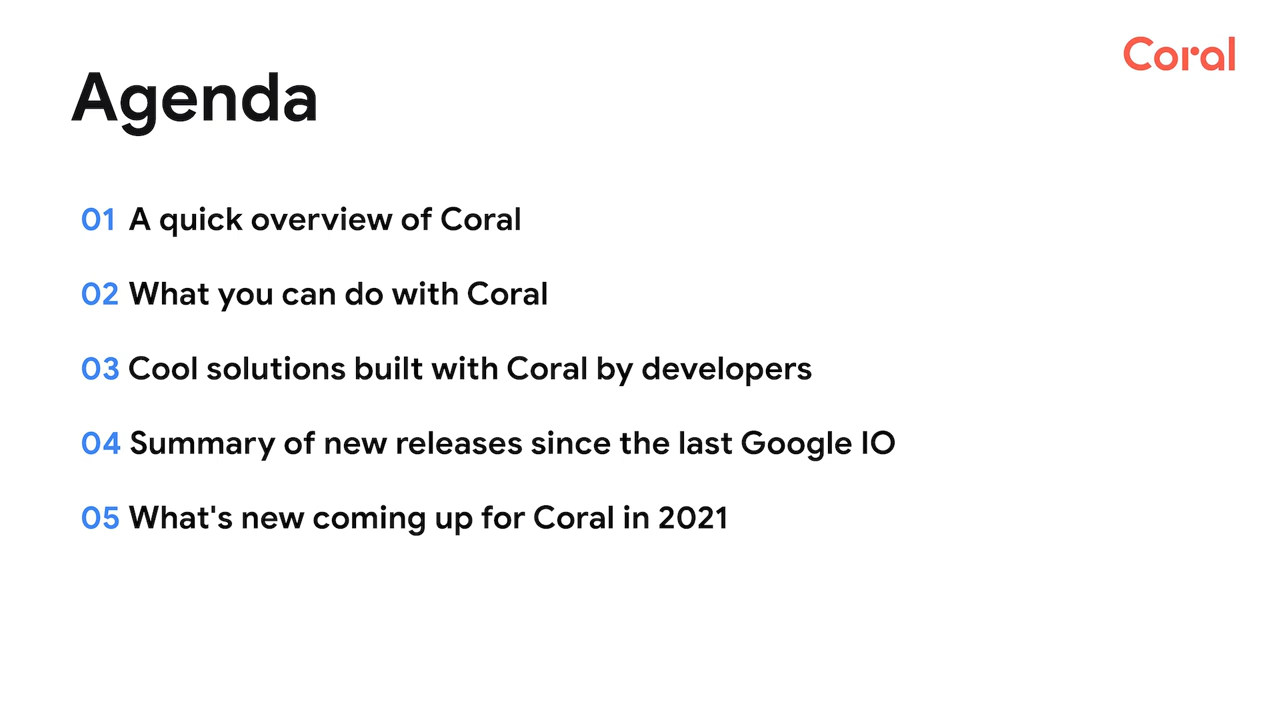 Coral
Agenda
01 A quick overview of Coral
02 What you can do with Coral
03 Cool solutions built with Coral by developers
04 Summary of new releases since the last Google IO
05 What's new coming up for Coral in 2021